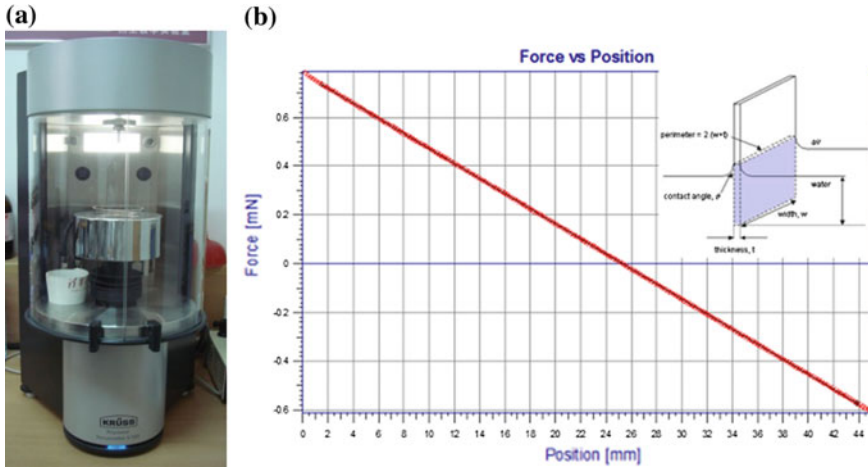 (a)
KRÜSS
(b)
Force vs Position
Force [mN]
0.6
0.4
0.2
0
-0.2
-0.4
-0.6
0 2 4 6 8 10 12 14 16 18 20 22 24 26 28 30 32 34 36 38 40 42 44
Position [mm]
perimeter = 2 (w+t)
air
water
contact angle,
width, w
thickness, t